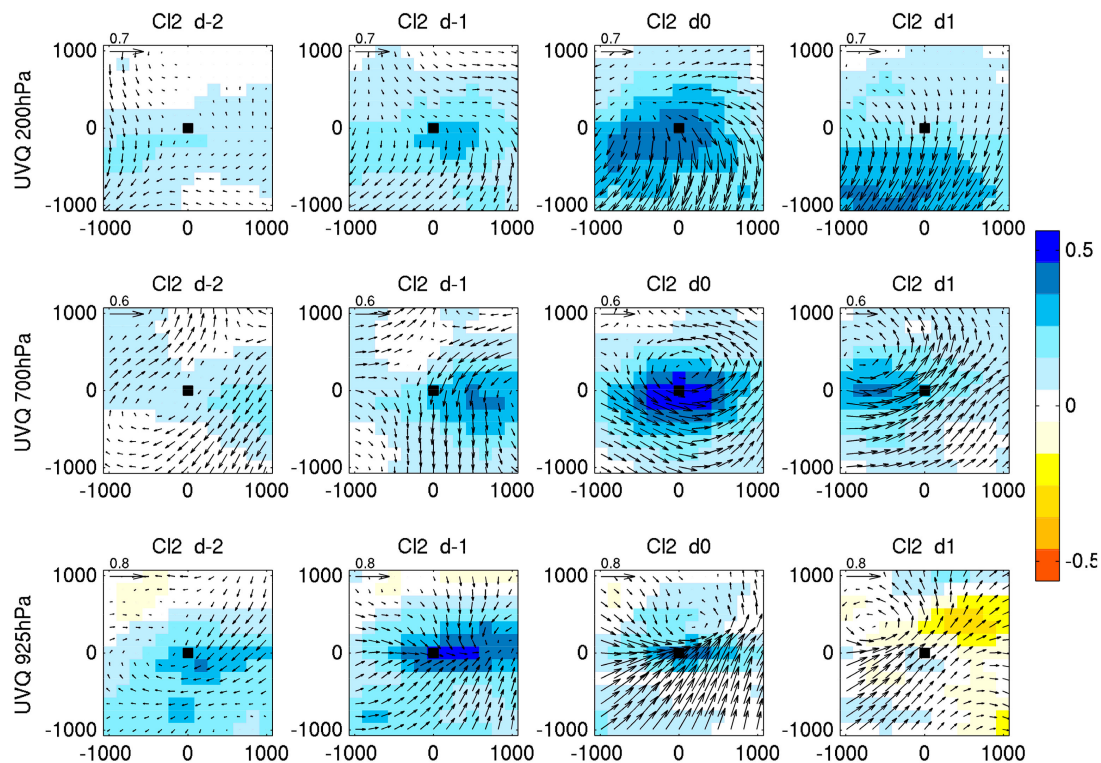 Cl2 d-2 Cl2 d-1 Cl2 d0 Cl2 d1
0.7 0.7 0.7 0.7
1000 1000 1000 1000
UVQ 200hPa
0 0 0 0
-1000 -1000 -1000 -1000
-1000 0 1000 -1000 0 1000 -1000 0 1000 -1000 0 1000
Cl2 d-2 Cl2 d-1 Cl2 d0 Cl2 d1
0.6 0.6 0.6 0.6
1000 1000 1000 1000
UVQ 700hPa
0 0 0 0
-1000 -1000 -1000 -1000
-1000 0 1000 -1000 0 1000 -1000 0 1000 -1000 0 1000
Cl2 d-2 Cl2 d-1 Cl2 d0 Cl2 d1
0.8 0.8 0.8 0.8
1000 1000 1000 1000
UVQ 925hPa
0 0 0 0
-1000 -1000 -1000 -1000
-1000 0 1000 -1000 0 1000 -1000 0 1000 -1000 0 1000
0.5
0
-0.5